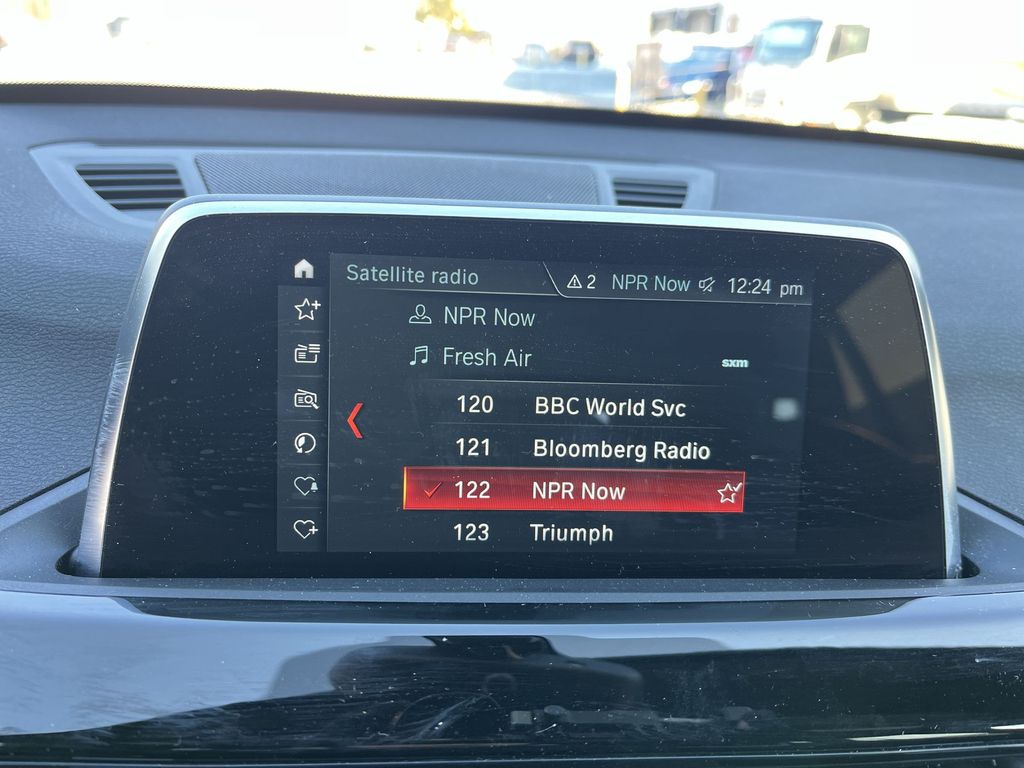 Satellite radio 2 NPR Now 12:24 pm
NPR Now
Fresh Air sxm
120 BBC World Svc
121 Bloomberg Radio
122 NPR Now
123 Triumph